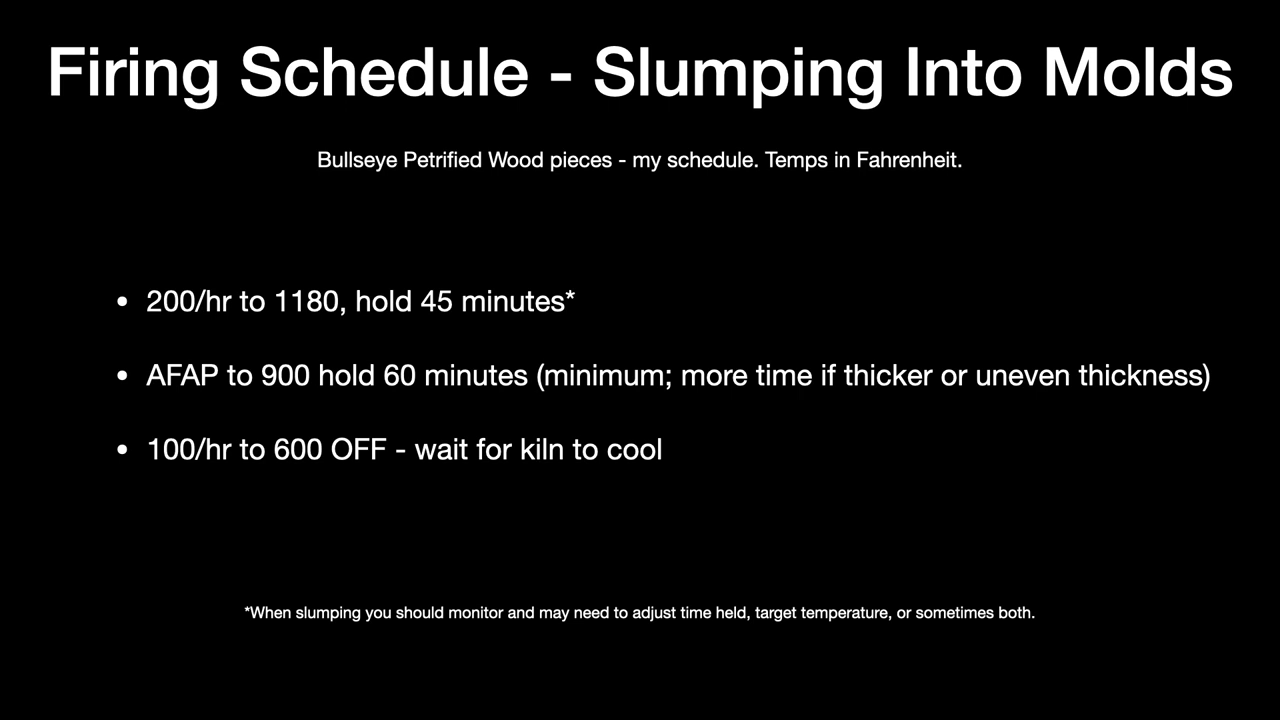 Firing Schedule - Slumping Into Molds
Bullseye Petrified Wood pieces - my schedule. Temps in Fahrenheit.
• 200/hr to 1180, hold 45 minutes*
• AFAP to 900 hold 60 minutes (minimum; more time if thicker or uneven thickness)
• 100/hr to 600 OFF - wait for kiln to cool
*When slumping you should monitor and may need to adjust time held, target temperature, or sometimes both.